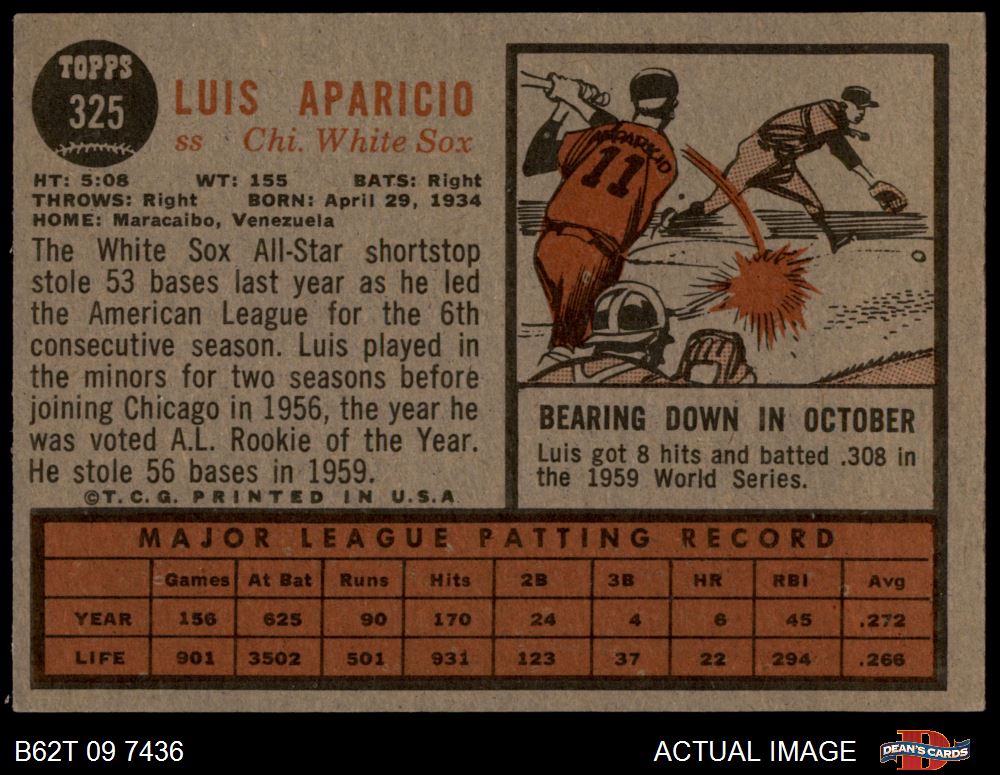 TOPPS
325
LUIS APARICIO
ss Chi. White Sox
HT: 5:08 WT: 155 BATS: Right
THROWS: Right BORN: April 29, 1934
HOME: Maracaibo, Venezuela
The White Sox All-Star shortstop
stole 53 bases last year as he led
the American League for the 6th
consecutive season. Luis played in
the minors for two seasons before
joining Chicago in 1956, the year he
was voted A.L. Rookie of the Year.
He stole 56 bases in 1959.
©T.C.G. PRINTED IN U.S.A.
APPARICIO
11
BEARING DOWN IN OCTOBER
Luis got 8 hits and batted .308 in
the 1959 World Series.
MAJOR LEAGUE PATTING RECORD
Games At Bat Runs Hits 2B 3B HR RBI Avg
YEAR 156 625 90 170 24 4 6 45 .272
LIFE 901 3502 501 931 123 37 22 294 .266
B62T 09 7436
ACTUAL IMAGE
DEAN'S CARDS